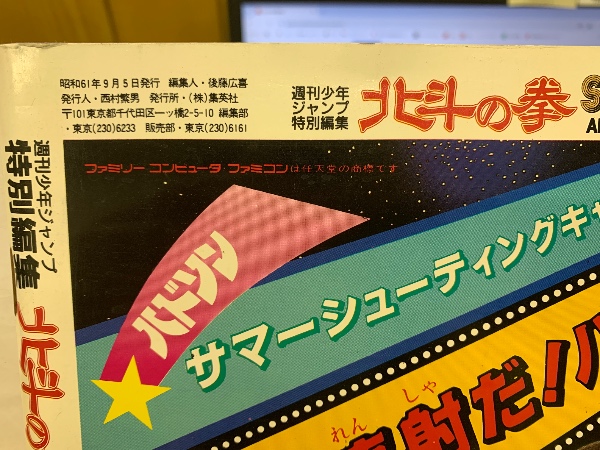 昭和61年9月5日発行 編集人・後藤広喜
発行人・西村繁男 発行所・(株)集英社
〒101東京都千代田区一ッ橋2-5-10 編集部
・東京(230)6233 販売部・東京(230)6161
週刊少年
ジャンプ
特別編集
北斗の拳
週刊少年ジャンプ
特別編集
北斗の
ファミリーコンピュータ・ファミコンは任天堂の商標です
ハドソン
サマーシューティングキャ
れんしゃ
射だ!